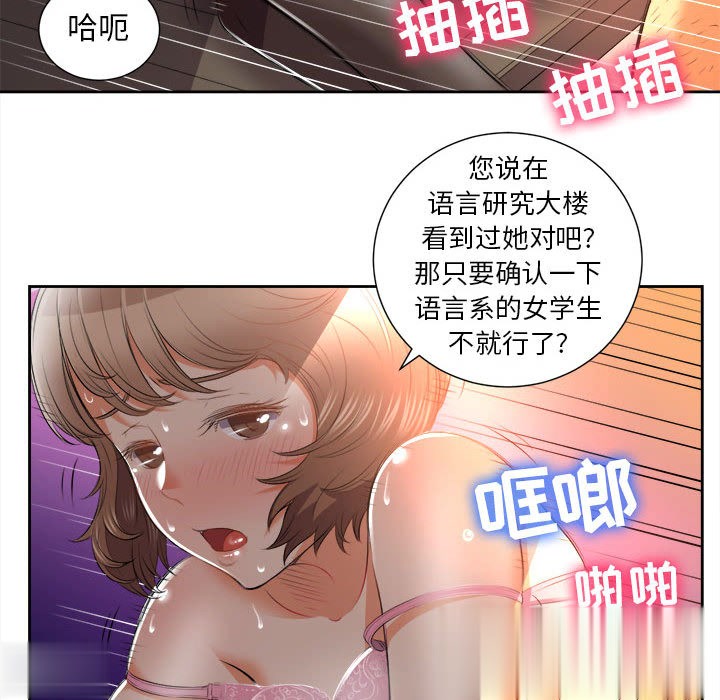 哈呃
抽插
抽插
您说在
语言研究大楼
看到过她对吧?
那只要确认一下
语言系的女学生
不就行了?
哐啷
啪啪